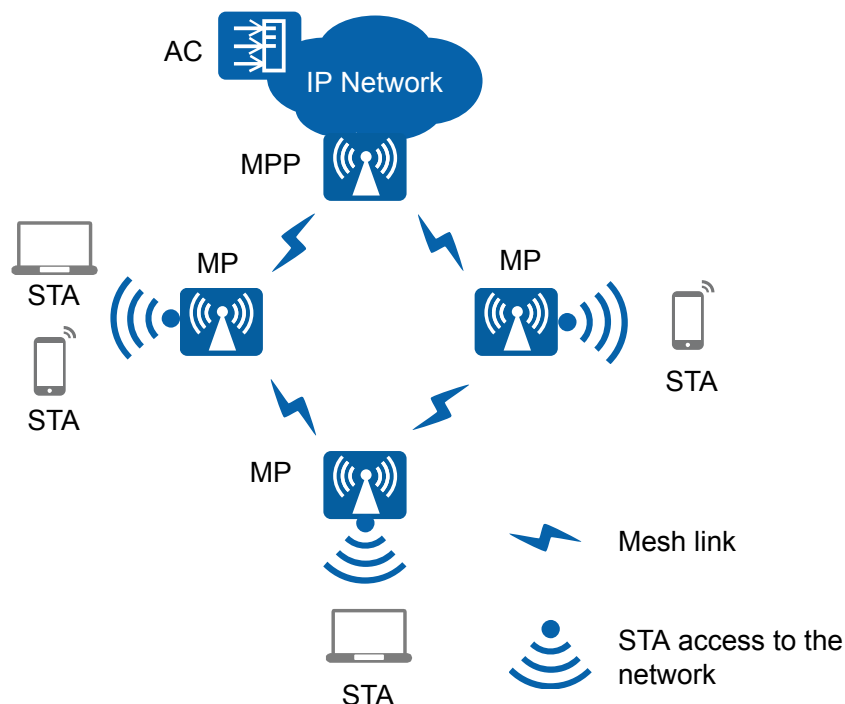 AC
IP Network
MPP
MP
MP
STA
STA
STA
MP
Mesh link
STA access to the
network
STA